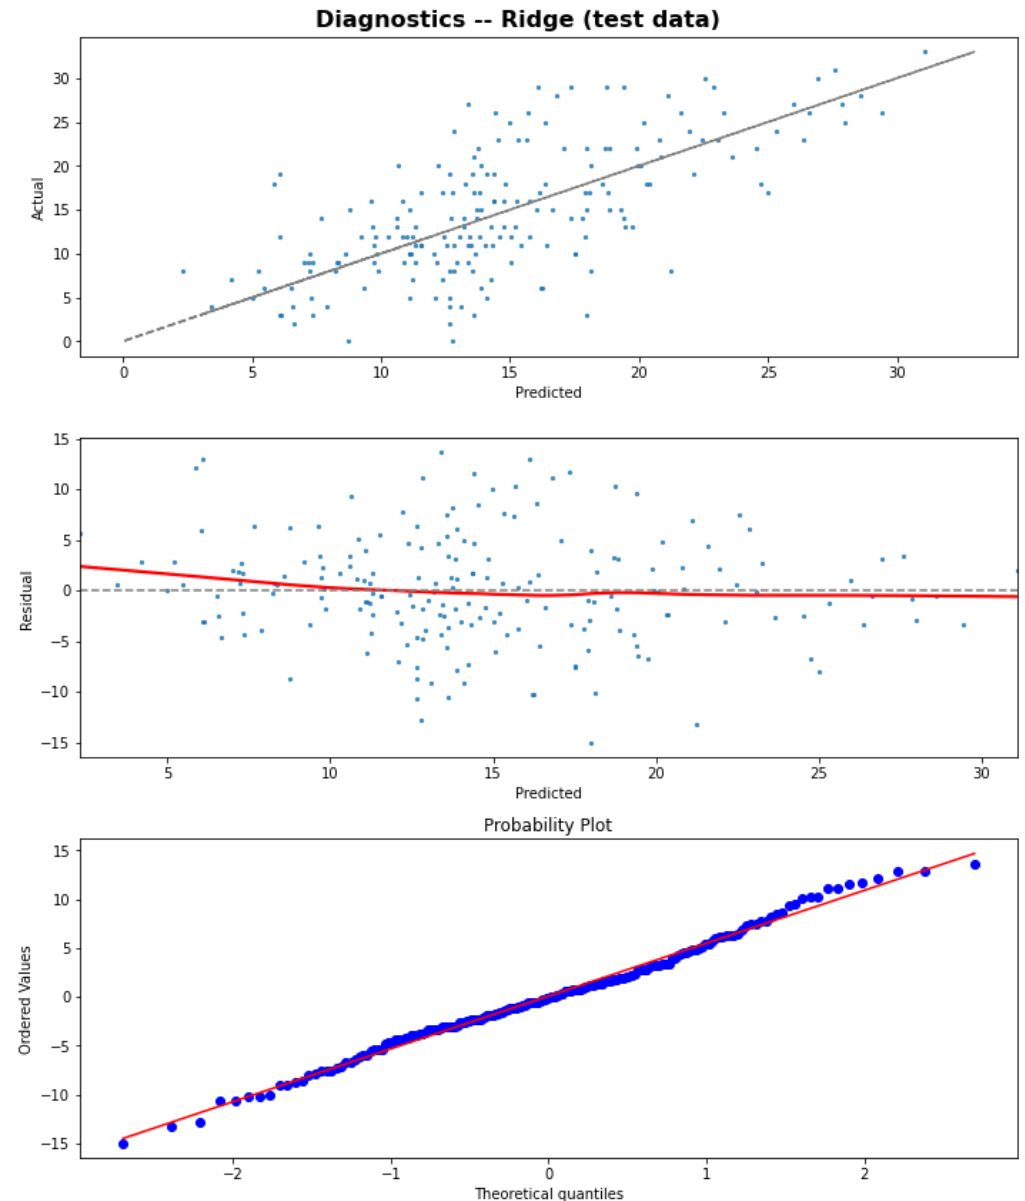 Diagnostics -- Ridge (test data)
30
25
20
15
10
5
0
Actual
0 5 10 15 20 25 30
Predicted
15
10
5
0
−5
−10
−15
Residual
5 10 15 20 25 30
Predicted
Probability Plot
15
10
5
0
−5
−10
−15
Ordered Values
−2 −1 0 1 2
Theoretical quantiles